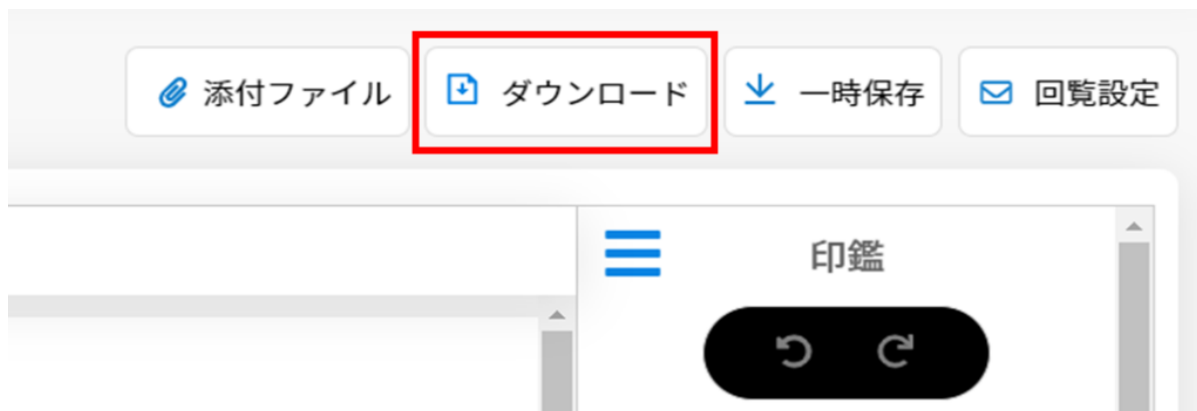 添付ファイル
ダウンロード
一時保存
回覧設定
印鑑